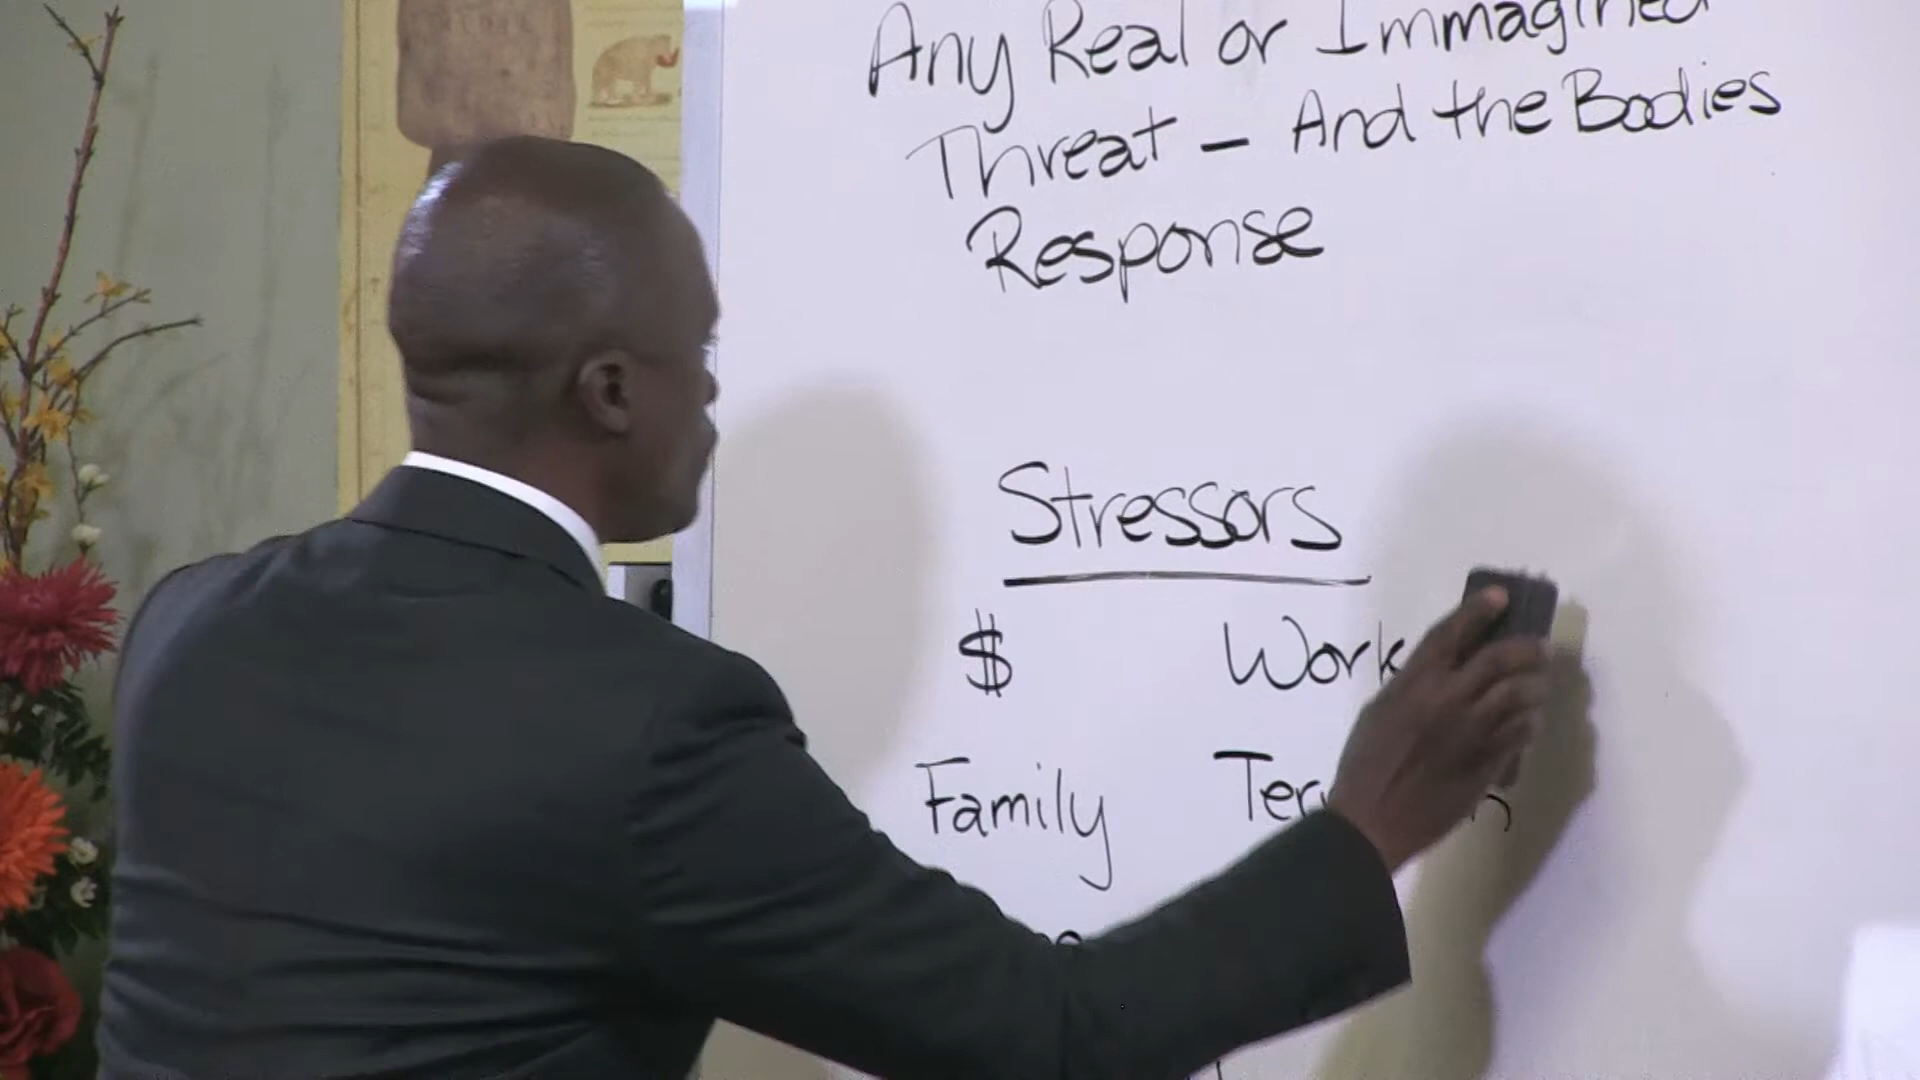 Any Real or Immagined
Threat – And the Bodies
Response
Stressors
$ Work
Family